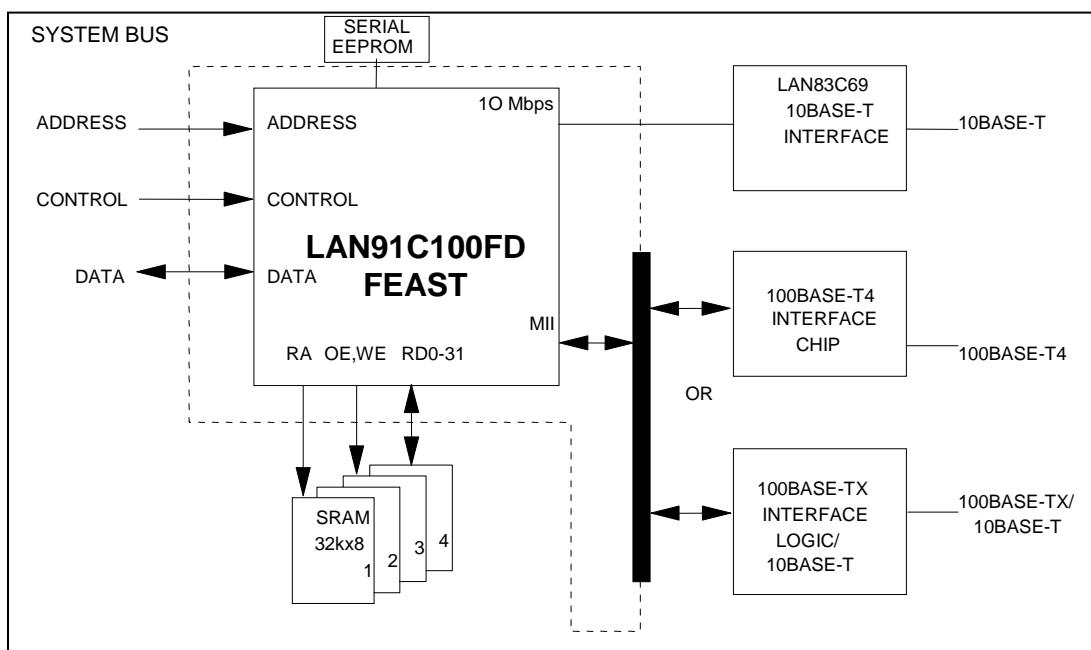 SYSTEM BUS
SERIAL
EEPROM
ADDRESS
CONTROL
DATA
1O Mbps
ADDRESS
CONTROL
LAN91C100FD
FEAST
DATA
MII
RA OE,WE RD0-31
SRAM
32kx8
1
2
3
4
OR
LAN83C69
10BASE-T
INTERFACE
10BASE-T
100BASE-T4
INTERFACE
CHIP
100BASE-T4
100BASE-TX
INTERFACE
LOGIC/
10BASE-T
100BASE-TX/
10BASE-T